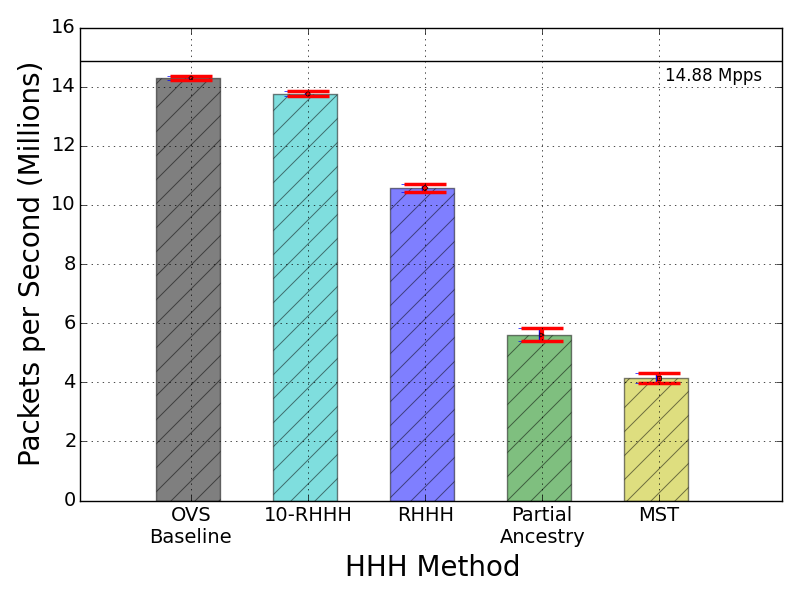 Packets per Second (Millions)
16
14
12
10
8
6
4
2
0
14.88 Mpps
OVS
Baseline
10-RHHH
RHHH
Partial
Ancestry
MST
HHH Method